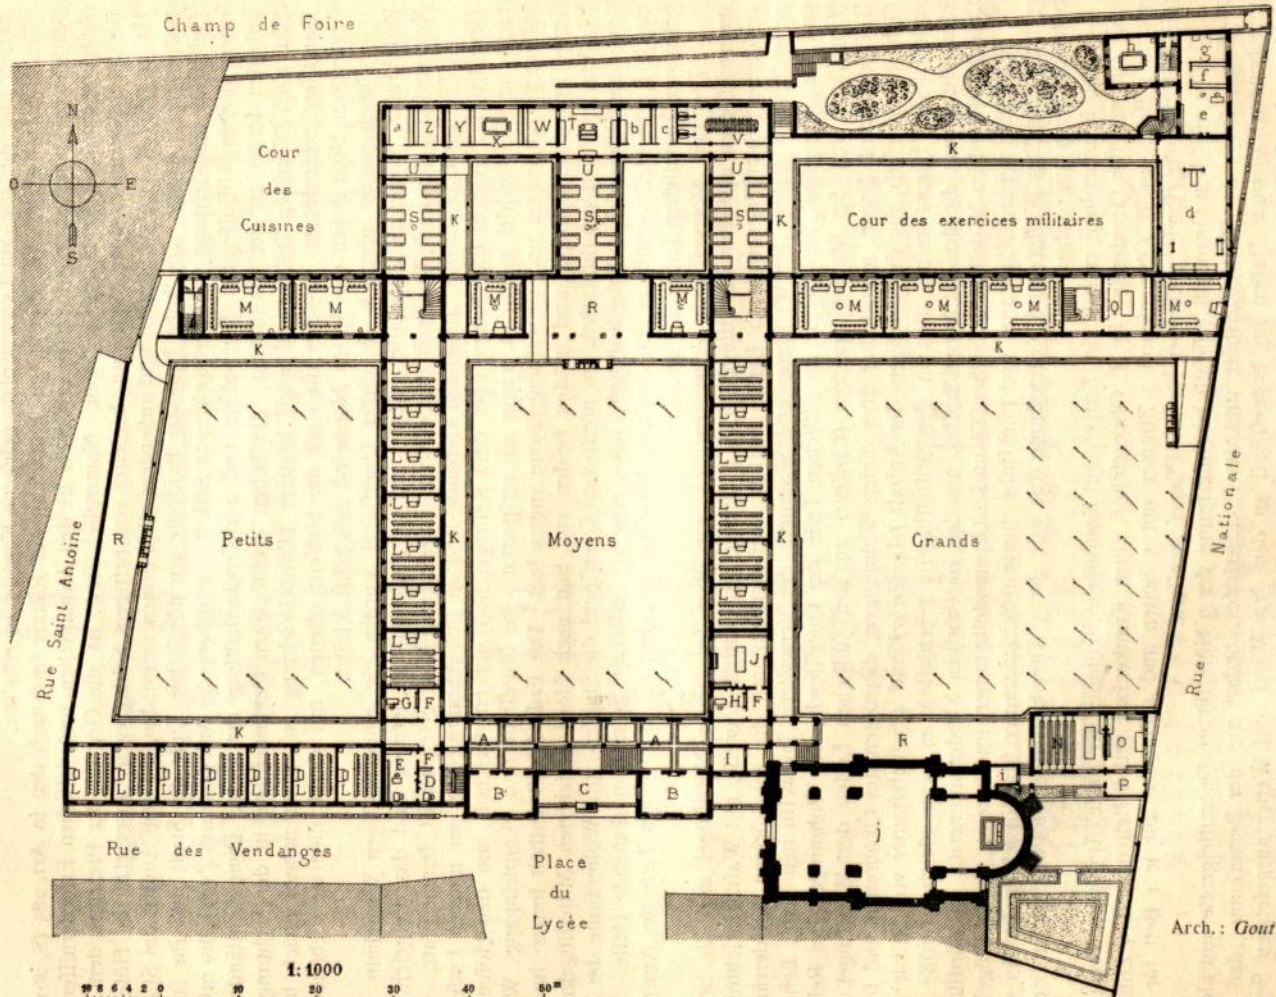 Champ de Foire
N
O E
S
Cour
des
Cuisines
a Z Y X W T b c V
U U U
S S S
K K
g
f
e
K
Cour des exercices militaires
d
M M M R M M M M Q M
K K
L L
L L
L L
L L
L L
L L
L J
Rue Saint Antoine
R
Petits
K
Moyens
K
Grands
Rue Nationale
G F H F
K A A R N O
E F I i P
L L L L L L L D
B C B
j
Rue des Vendanges
Place
du
Lycée
Arch.: Gout
1:1000
10 8 6 4 2 0 10 20 30 40 50 m